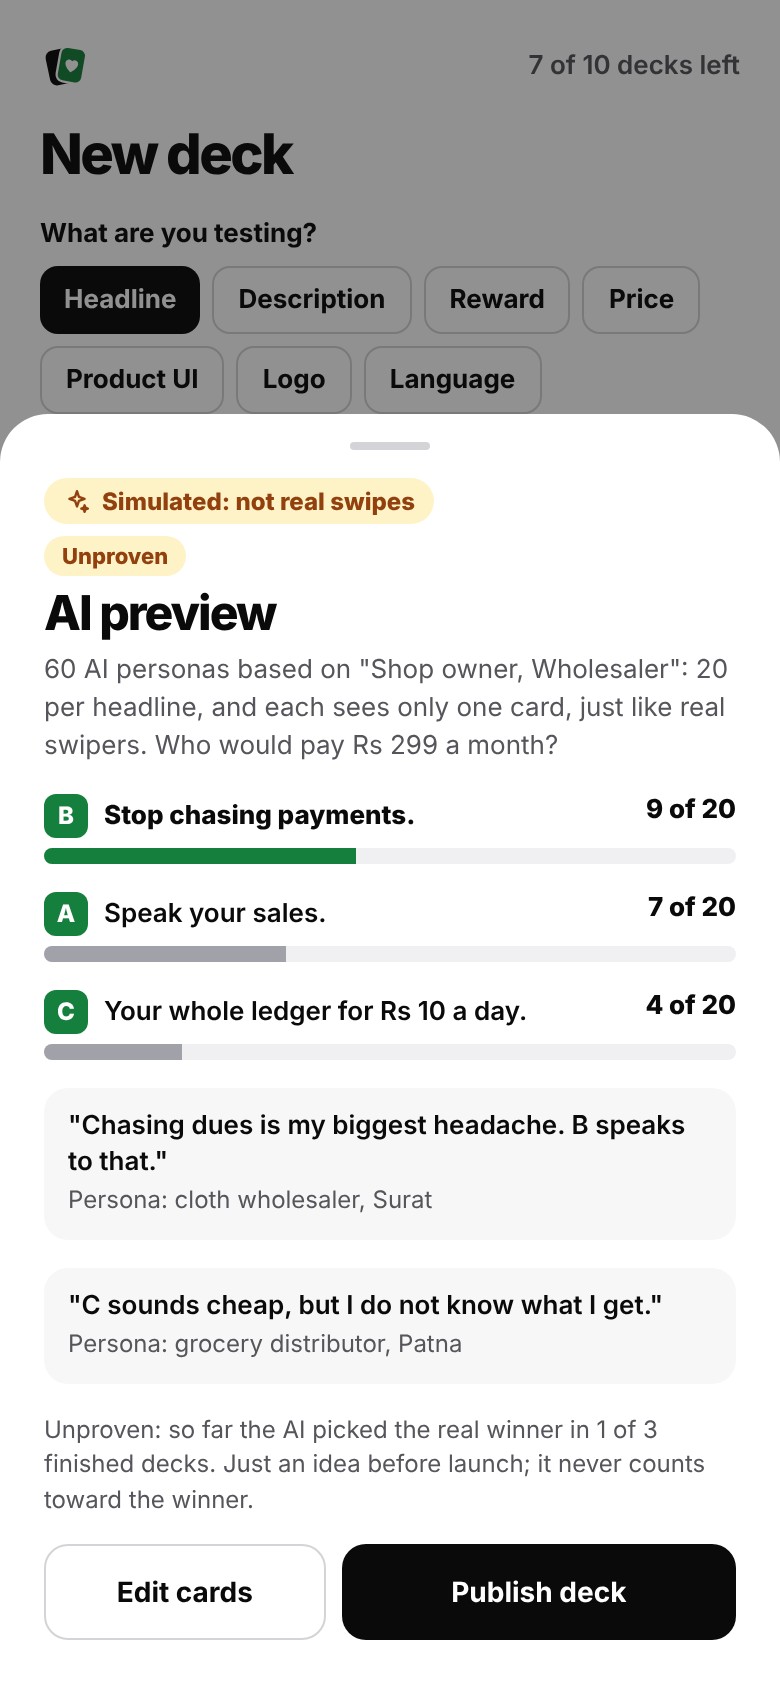 7 of 10 decks left
New deck
What are you testing?
Headline
Description
Reward
Price
Product UI
Logo
Language
Simulated: not real swipes
Unproven
AI preview
60 AI personas based on "Shop owner, Wholesaler": 20
per headline, and each sees only one card, just like real
swipers. Who would pay Rs 299 a month?
B Stop chasing payments. 9 of 20
A Speak your sales. 7 of 20
C Your whole ledger for Rs 10 a day. 4 of 20
"Chasing dues is my biggest headache. B speaks
to that."
Persona: cloth wholesaler, Surat
"C sounds cheap, but I do not know what I get."
Persona: grocery distributor, Patna
Unproven: so far the AI picked the real winner in 1 of 3
finished decks. Just an idea before launch; it never counts
toward the winner.
Edit cards
Publish deck